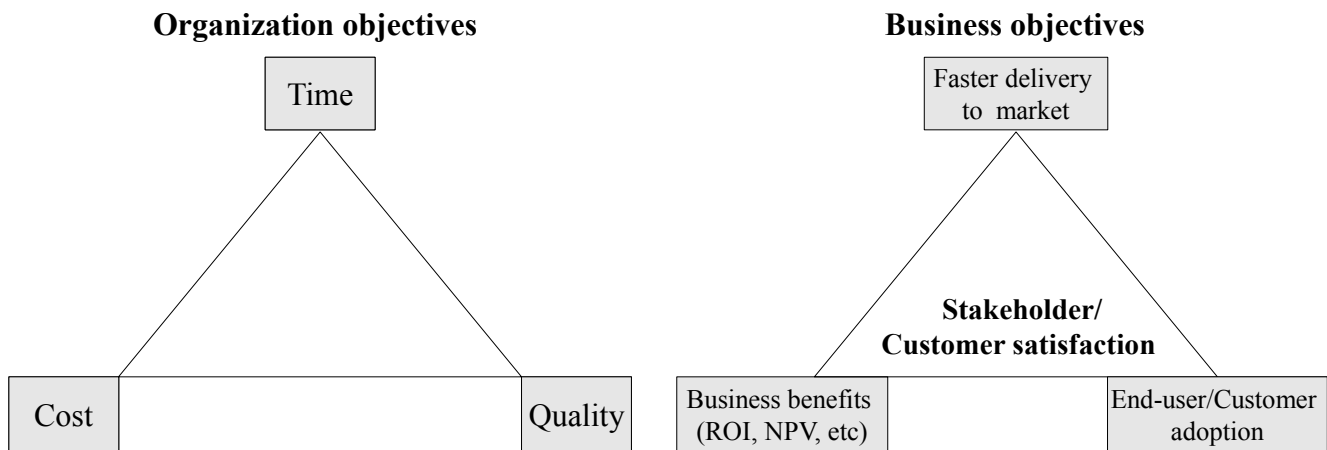 Organization objectives
Time
Cost
Quality
Business objectives
Faster delivery
to market
Stakeholder/
Customer satisfaction
Business benefits
(ROI, NPV, etc)
End-user/Customer
adoption